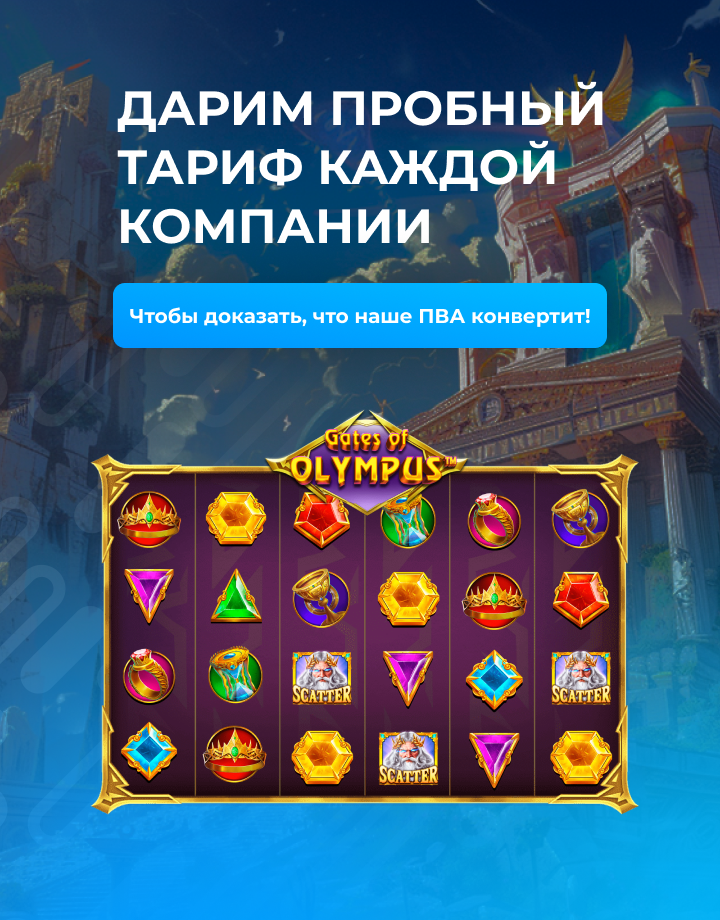 ДАРИМ ПРОБНЫЙ
ТАРИФ КАЖДОЙ
КОМПАНИИ
Чтобы доказать, что наше ПВА конвертит!
Gates of
OLYMPUS™
SCATTER
SCATTER
SCATTER